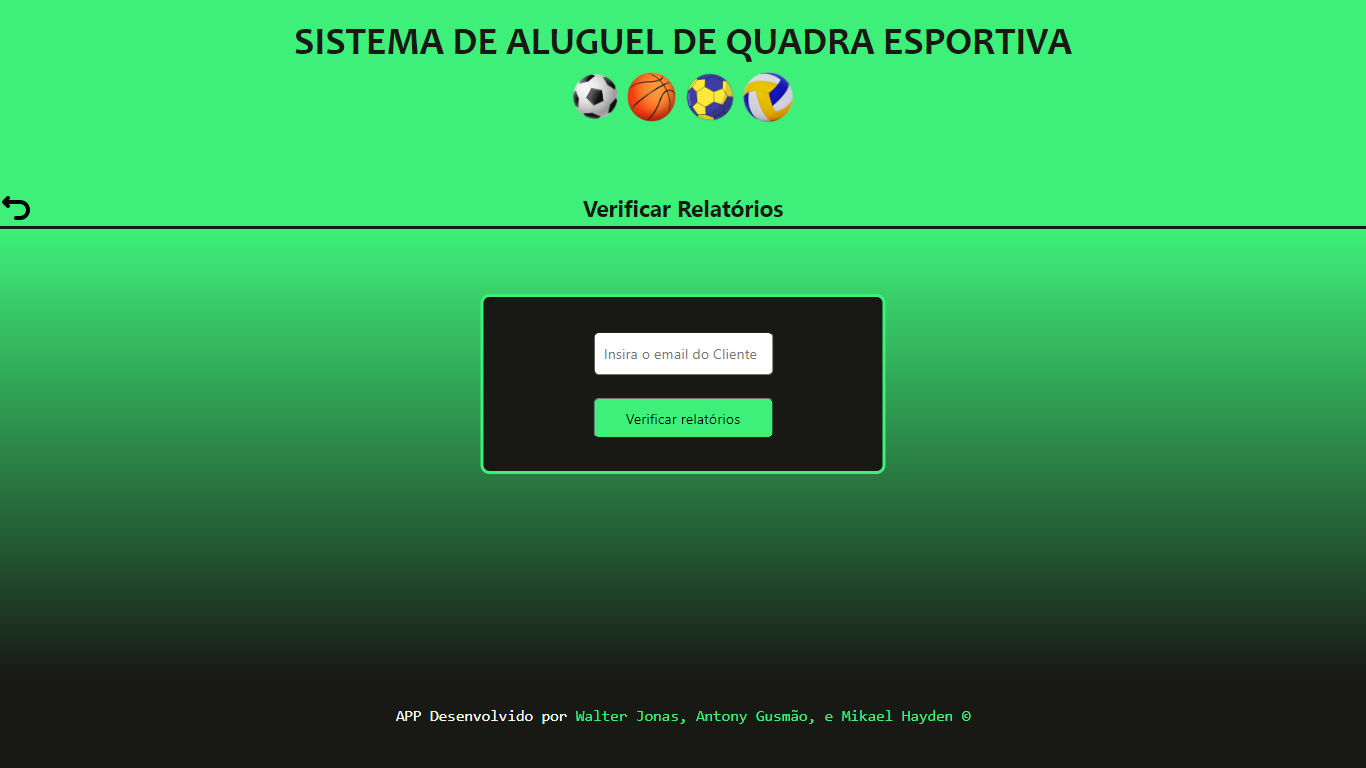 SISTEMA DE ALUGUEL DE QUADRA ESPORTIVA
Verificar Relatórios
Insira o email do Cliente
Verificar relatórios
APP Desenvolvido por Walter Jonas, Antony Gusmão, e Mikael Hayden ©